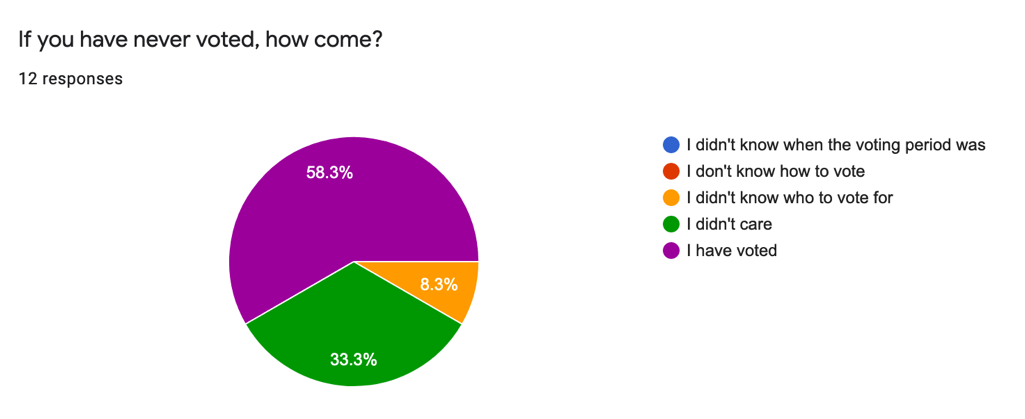 If you have never voted, how come?
12 responses
58.3%
8.3%
33.3%
I didn't know when the voting period was
I don't know how to vote
I didn't know who to vote for
I didn't care
I have voted